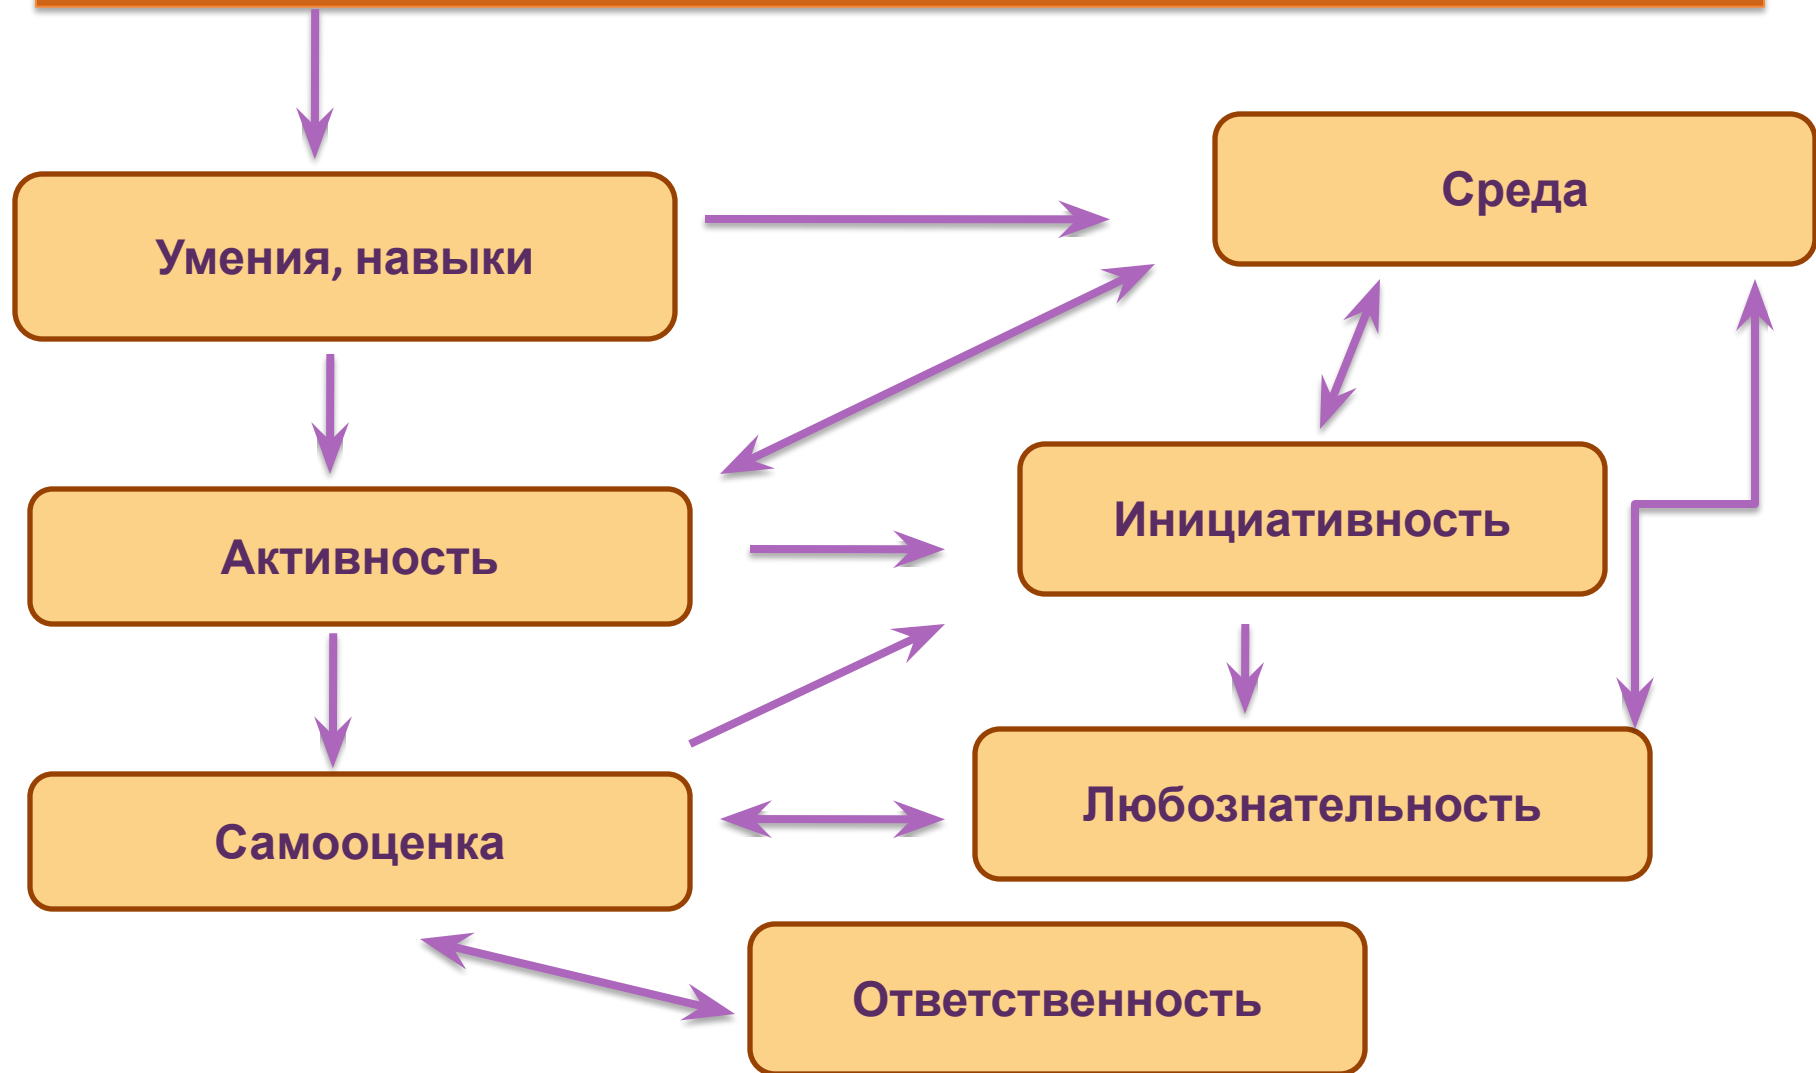 Среда
Умения, навыки
Инициативность
Активность
Любознательность
Самооценка
Ответственность